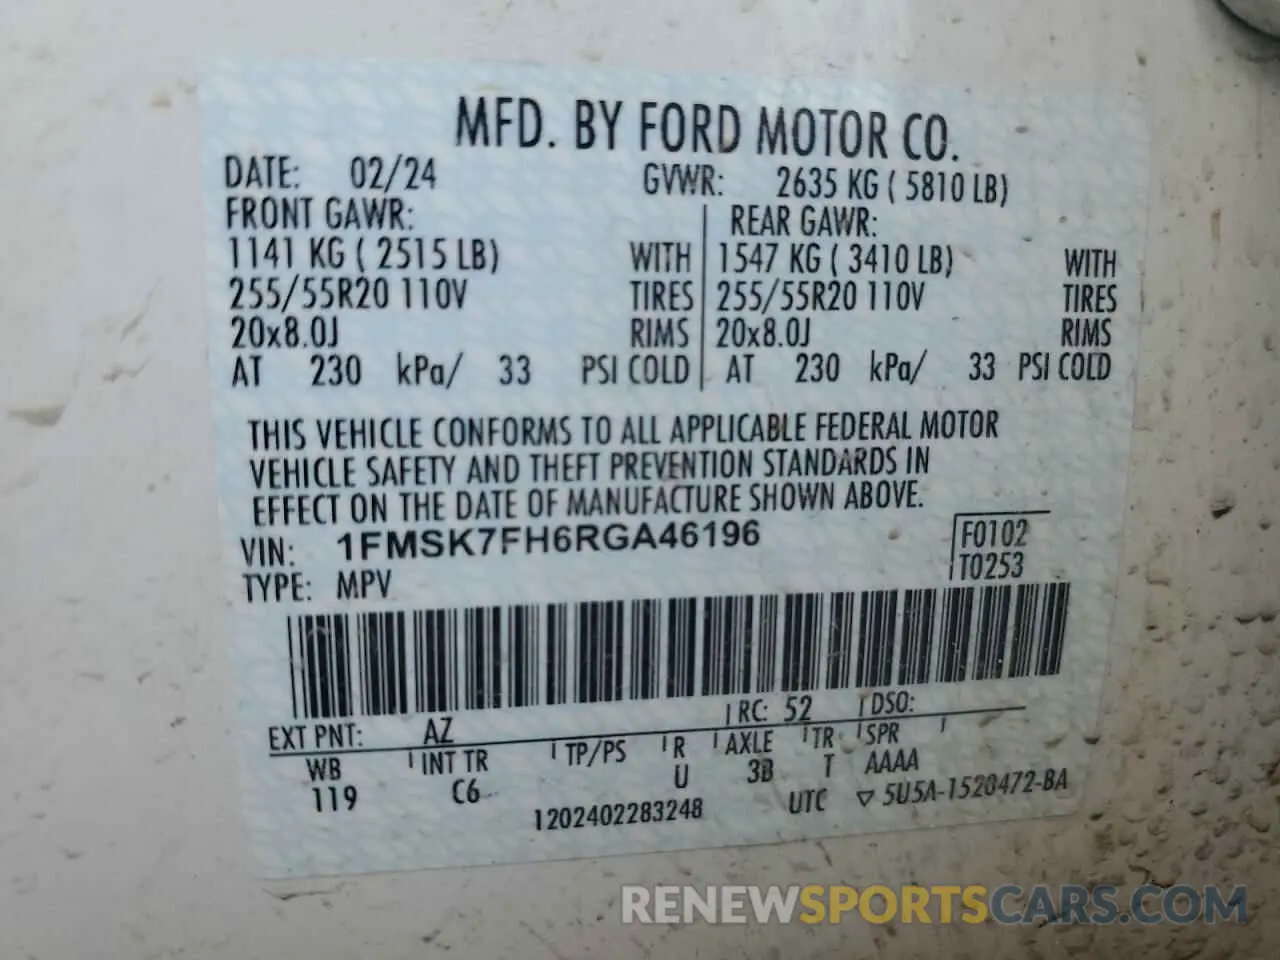 MFD. BY FORD MOTOR CO.
DATE: 02/24 GVWR: 2635 KG ( 5810 LB)
FRONT GAWR: REAR GAWR:
1141 KG ( 2515 LB) WITH 1547 KG ( 3410 LB) WITH
255/55R20 110V TIRES 255/55R20 110V TIRES
20x8.0J RIMS 20x8.0J RIMS
AT 230 kPa/ 33 PSI COLD AT 230 kPa/ 33 PSI COLD
THIS VEHICLE CONFORMS TO ALL APPLICABLE FEDERAL MOTOR
VEHICLE SAFETY AND THEFT PREVENTION STANDARDS IN
EFFECT ON THE DATE OF MANUFACTURE SHOWN ABOVE.
VIN: 1FMSK7FH6RGA46196 F0102
TYPE: MPV T0253
EXT PNT: AZ RC: 52 DSO:
WB INT TR TP/PS R AXLE TR SPR
119 C6 U 3B T AAAA
1202402283248 UTC ▽ 5U5A-1520472-BA
RENEWSPORTSCARS.COM